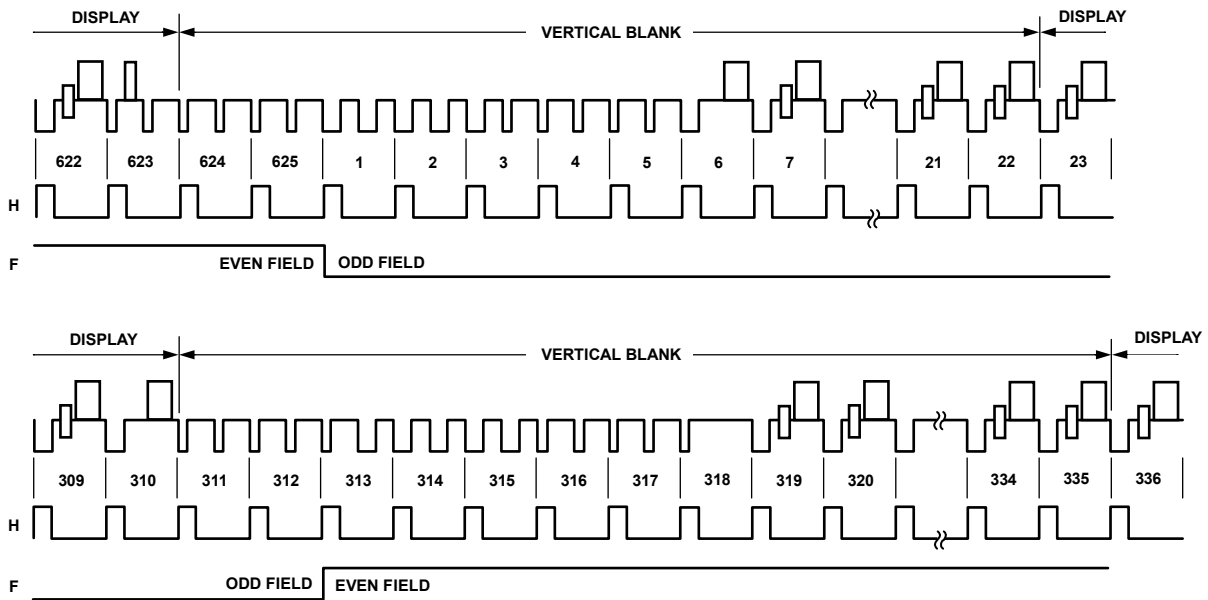 DISPLAY VERTICAL BLANK DISPLAY
622 623 624 625 1 2 3 4 5 6 7 21 22 23
H
F EVEN FIELD ODD FIELD
DISPLAY VERTICAL BLANK DISPLAY
309 310 311 312 313 314 315 316 317 318 319 320 334 335 336
H
F ODD FIELD EVEN FIELD